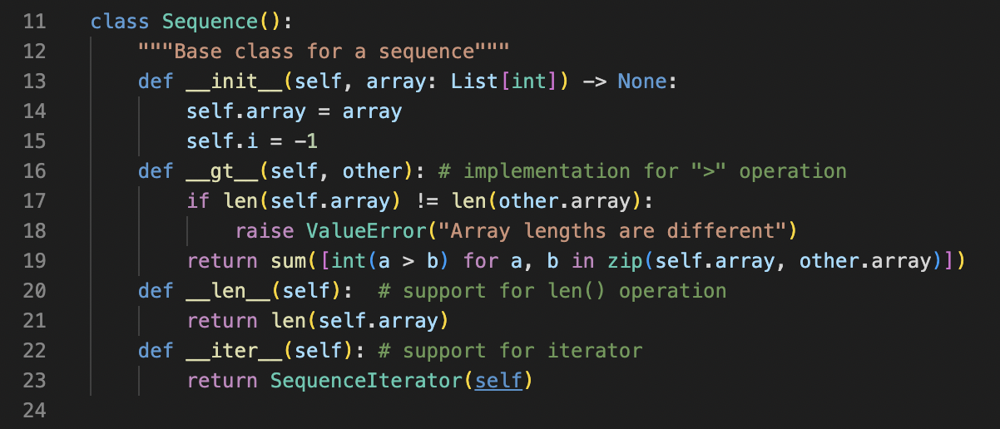 11 class Sequence():
12 """Base class for a sequence"""
13 def __init__(self, array: List[int]) -> None:
14 self.array = array
15 self.i = -1
16 def __gt__(self, other): # implementation for ">" operation
17 if len(self.array) != len(other.array):
18 raise ValueError("Array lengths are different")
19 return sum([int(a > b) for a, b in zip(self.array, other.array)])
20 def __len__(self):  # support for len() operation
21 return len(self.array)
22 def __iter__(self): # support for iterator
23 return SequenceIterator(self)
24